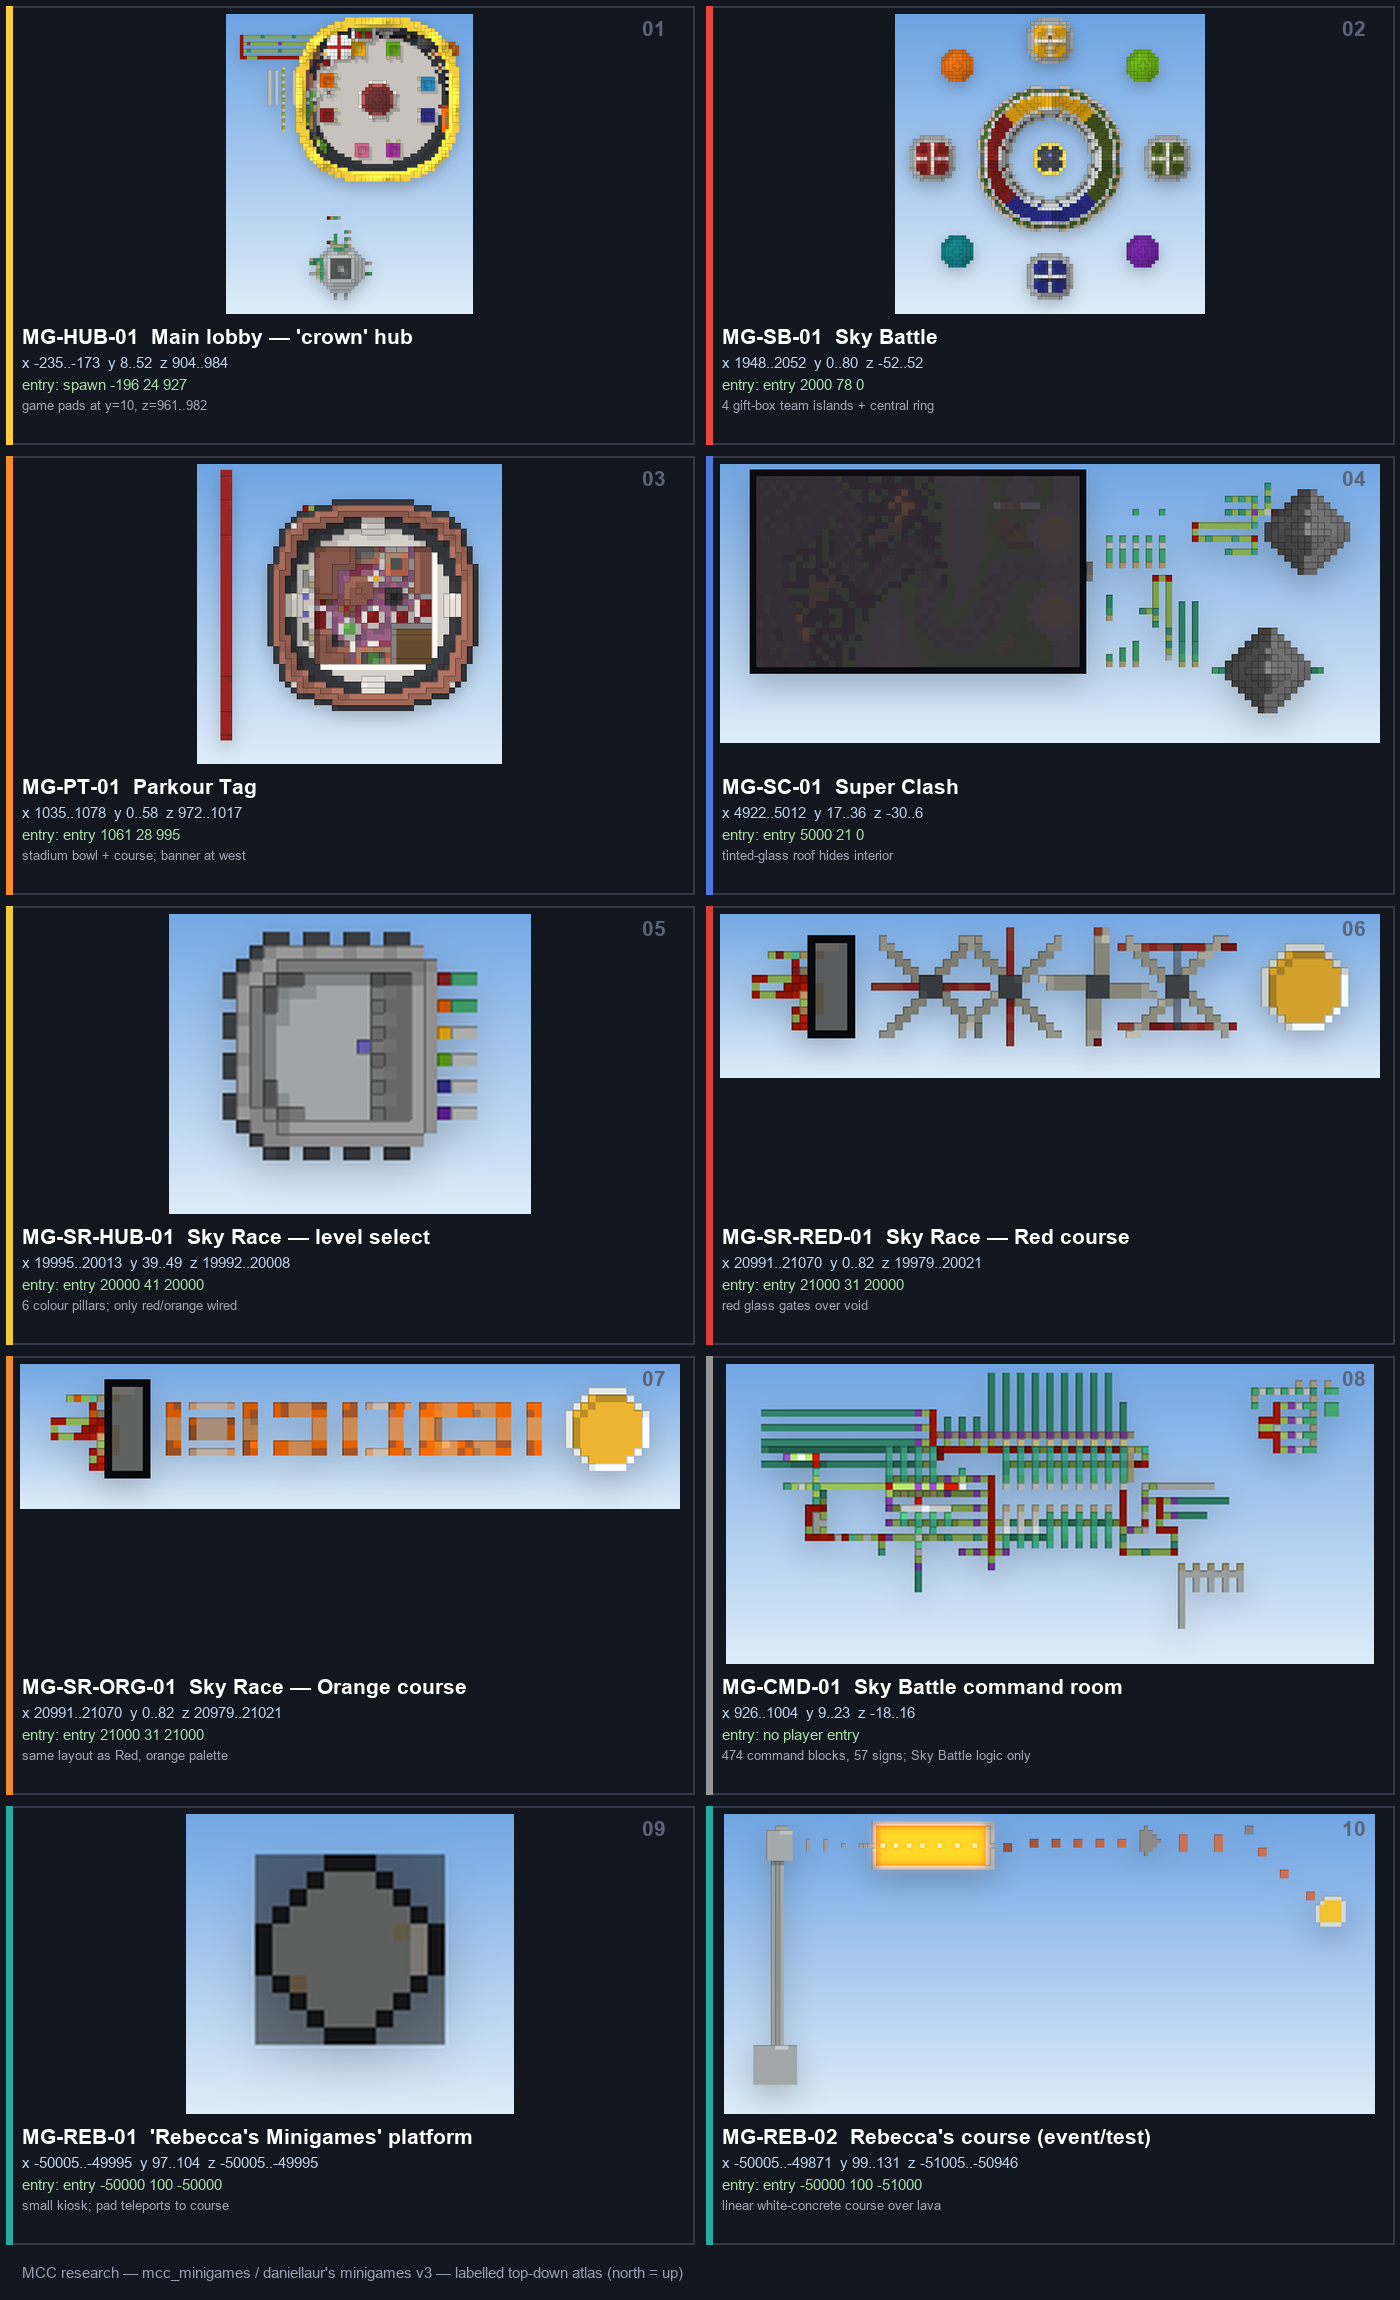 01
MG-HUB-01 Main lobby — 'crown' hub
x -235..-173 y 8..52 z 904..984
entry: spawn -196 24 927
game pads at y=10, z=961..982
02
MG-SB-01 Sky Battle
x 1948..2052 y 0..80 z -52..52
entry: entry 2000 78 0
4 gift-box team islands + central ring
03
MG-PT-01 Parkour Tag
x 1035..1078 y 0..58 z 972..1017
entry: entry 1061 28 995
stadium bowl + course; banner at west
04
MG-SC-01 Super Clash
x 4922..5012 y 17..36 z -30..6
entry: entry 5000 21 0
tinted-glass roof hides interior
05
MG-SR-HUB-01 Sky Race — level select
x 19995..20013 y 39..49 z 19992..20008
entry: entry 20000 41 20000
6 colour pillars; only red/orange wired
06
MG-SR-RED-01 Sky Race — Red course
x 20991..21070 y 0..82 z 19979..20021
entry: entry 21000 31 20000
red glass gates over void
07
MG-SR-ORG-01 Sky Race — Orange course
x 20991..21070 y 0..82 z 20979..21021
entry: entry 21000 31 21000
same layout as Red, orange palette
08
MG-CMD-01 Sky Battle command room
x 926..1004 y 9..23 z -18..16
entry: no player entry
474 command blocks, 57 signs; Sky Battle logic only
09
MG-REB-01 'Rebecca's Minigames' platform
x -50005..-49995 y 97..104 z -50005..-49995
entry: entry -50000 100 -50000
small kiosk; pad teleports to course
10
MG-REB-02 Rebecca's course (event/test)
x -50005..-49871 y 99..131 z -51005..-50946
entry: entry -50000 100 -51000
linear white-concrete course over lava
MCC research — mcc_minigames / daniellaur's minigames v3 — labelled top-down atlas (north = up)